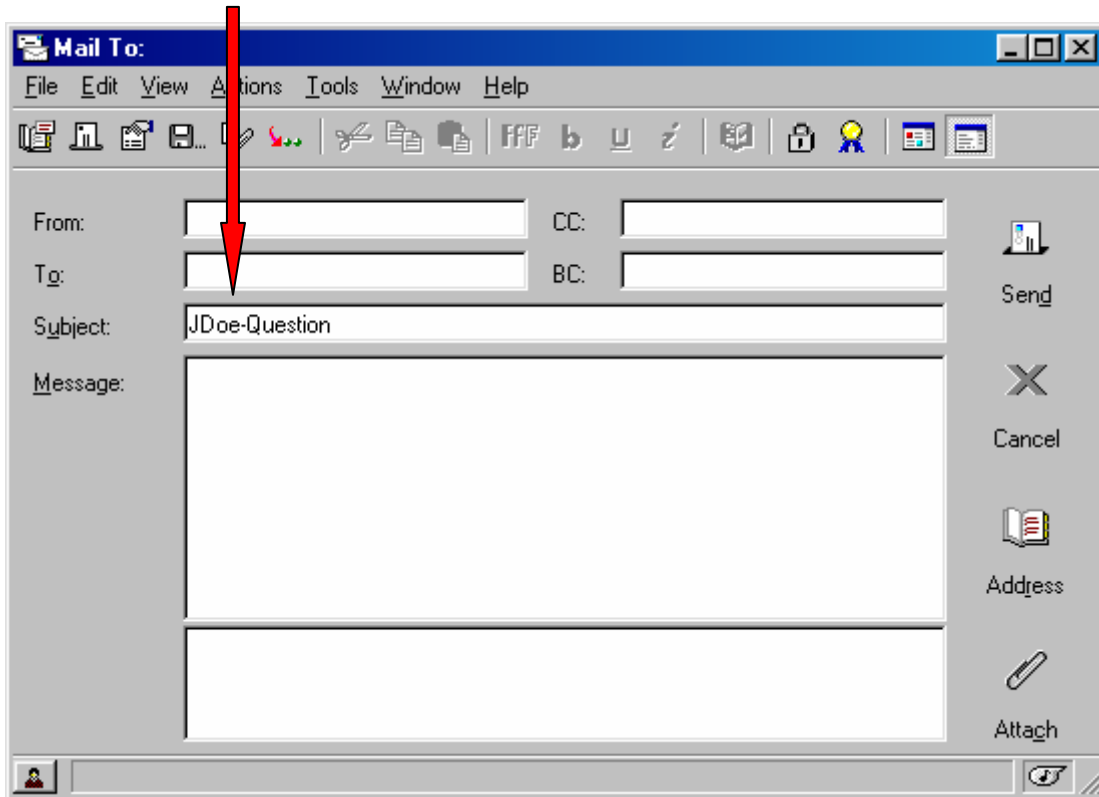 Mail To:
File Edit View Actions Tools Window Help
FfF b u i
From: CC:
To: BC:
Send
Subject: JDoe-Question
Message:
Cancel
Address
Attach